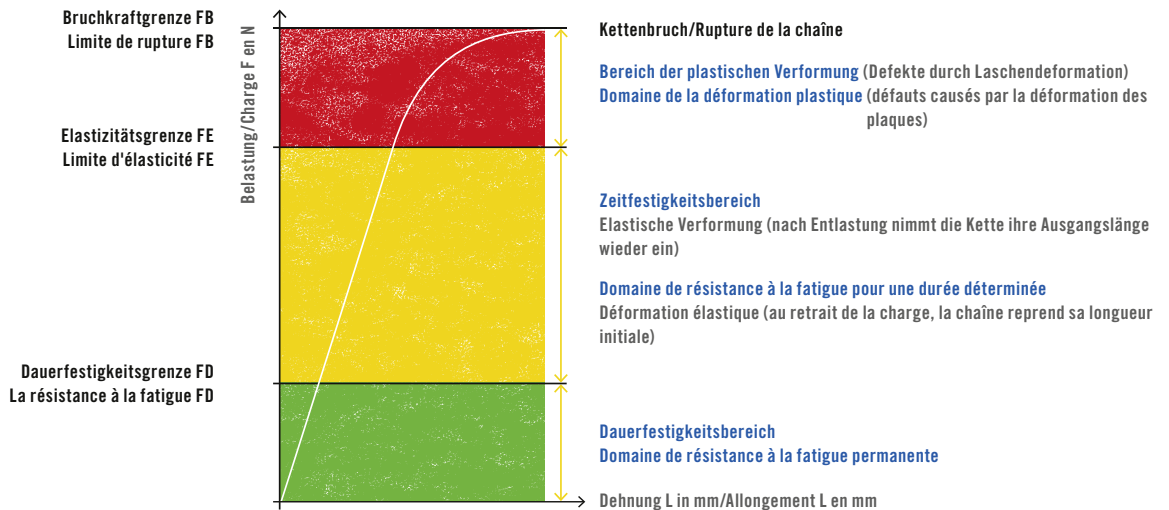 Bruchkraftgrenze FB
Limite de rupture FB
Belastung/Charge F en N
Kettenbruch/Rupture de la chaîne
Bereich der plastischen Verformung (Defekte durch Laschendeformation)
Domaine de la déformation plastique (défauts causés par la déformation des
plaques)
Elastizitätsgrenze FE
Limite d'élasticité FE
Zeitfestigkeitsbereich
Elastische Verformung (nach Entlastung nimmt die Kette ihre Ausgangslänge
wieder ein)
Domaine de résistance à la fatigue pour une durée déterminée
Déformation élastique (au retrait de la charge, la chaîne reprend sa longueur
initiale)
Dauerfestigkeitsgrenze FD
La résistance à la fatigue FD
Dauerfestigkeitsbereich
Domaine de résistance à la fatigue permanente
Dehnung L in mm/Allongement L en mm